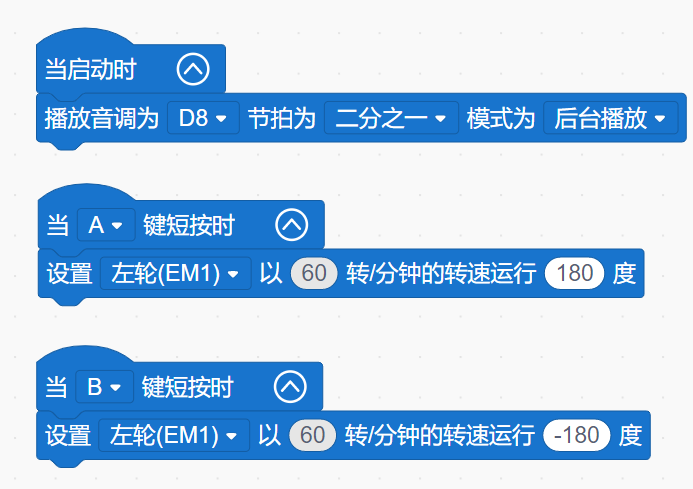 当启动时
播放音调为 D8 节拍为 二分之一 模式为 后台播放
当 A 键短按时
设置 左轮(EM1) 以 60 转/分钟的转速运行 180 度
当 B 键短按时
设置 左轮(EM1) 以 60 转/分钟的转速运行 -180 度